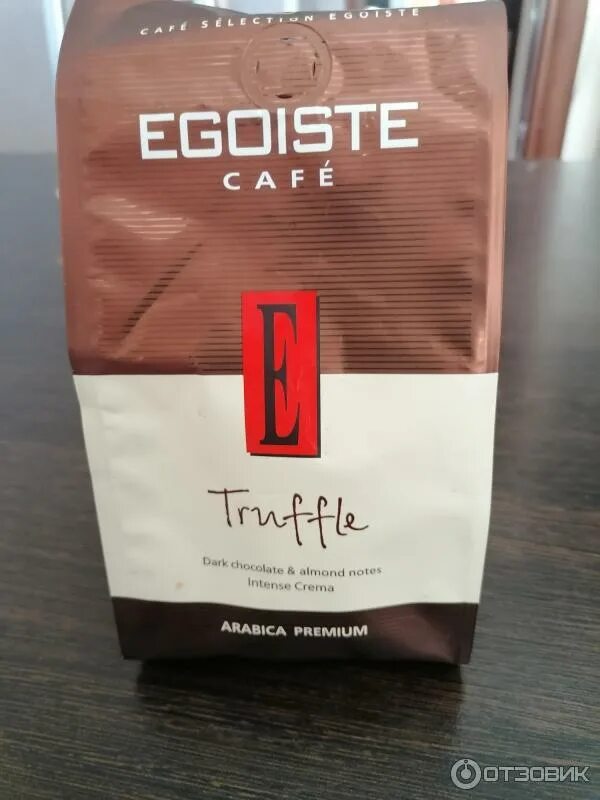 CAFÉ SÉLECTION EGOISTE
EGOISTE
CAFÉ
E
Truffle
Dark chocolate & almond notes
Intense Crema
ARABICA PREMIUM
ОТЗОВИК